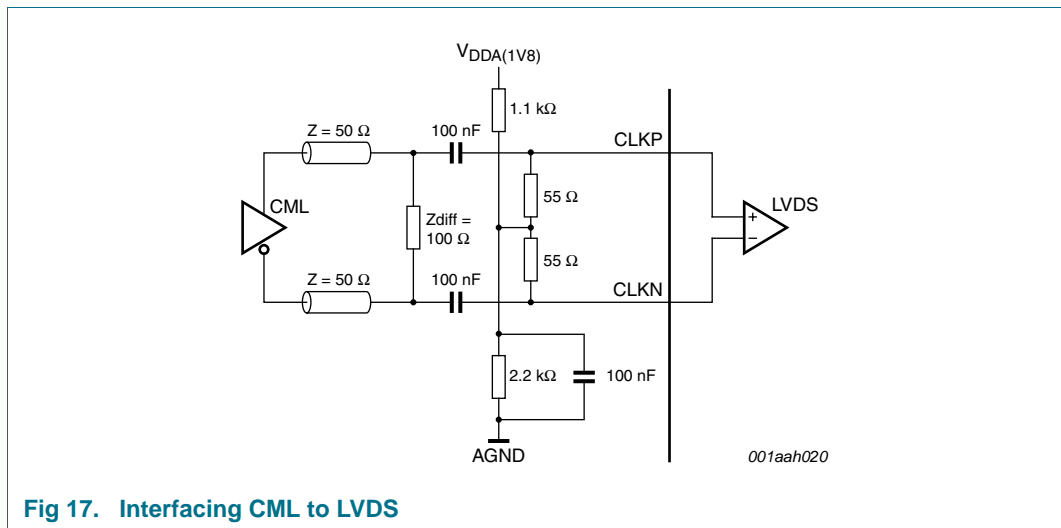 VDDA(1V8)
1.1 kΩ
Z = 50 Ω
100 nF
CLKP
55 Ω
LVDS
CML
Zdiff =
100 Ω
+
−
55 Ω
Z = 50 Ω
100 nF
CLKN
2.2 kΩ
100 nF
AGND
001aah020
Fig 17. Interfacing CML to LVDS